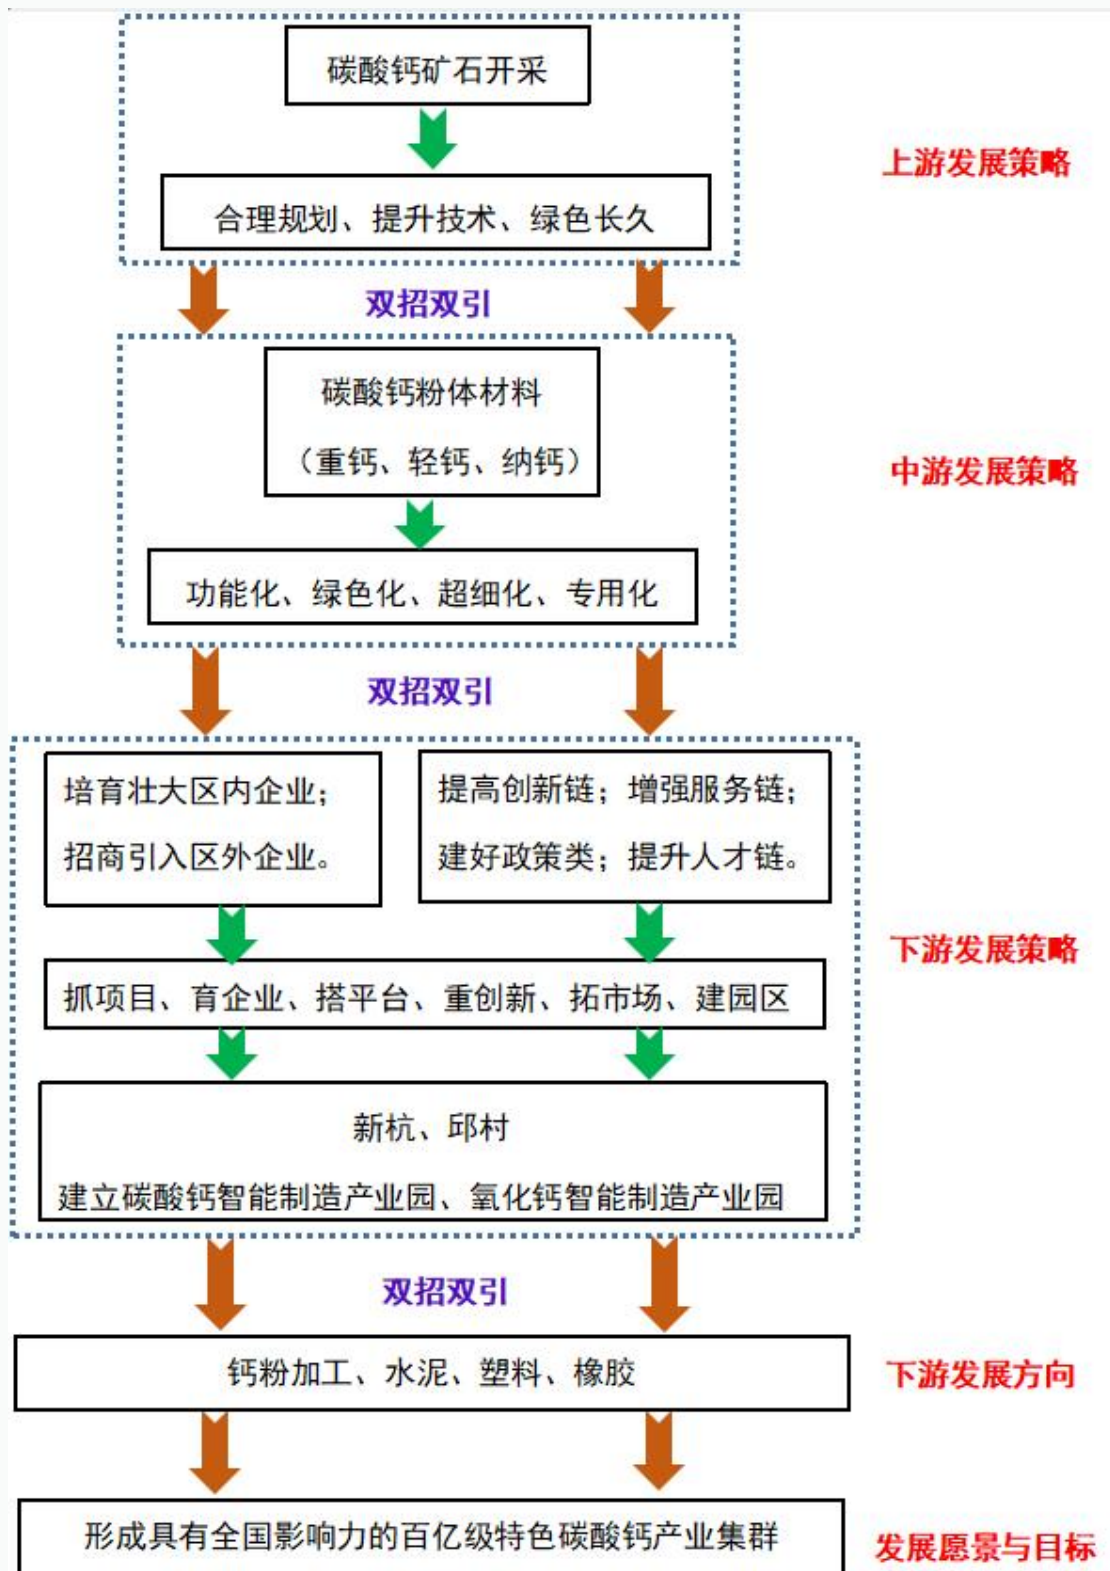 碳酸钙矿石开采
上游发展策略
合理规划、提升技术、绿色长久
双招双引
碳酸钙粉体材料
（重钙、轻钙、纳钙）
中游发展策略
功能化、绿色化、超细化、专用化
双招双引
培育壮大区内企业；
招商引入区外企业。
提高创新链；增强服务链；
建好政策类；提升人才链。
下游发展策略
抓项目、育企业、搭平台、重创新、拓市场、建园区
新杭、邱村
建立碳酸钙智能制造产业园、氧化钙智能制造产业园
双招双引
钙粉加工、水泥、塑料、橡胶
下游发展方向
形成具有全国影响力的百亿级特色碳酸钙产业集群
发展愿景与目标